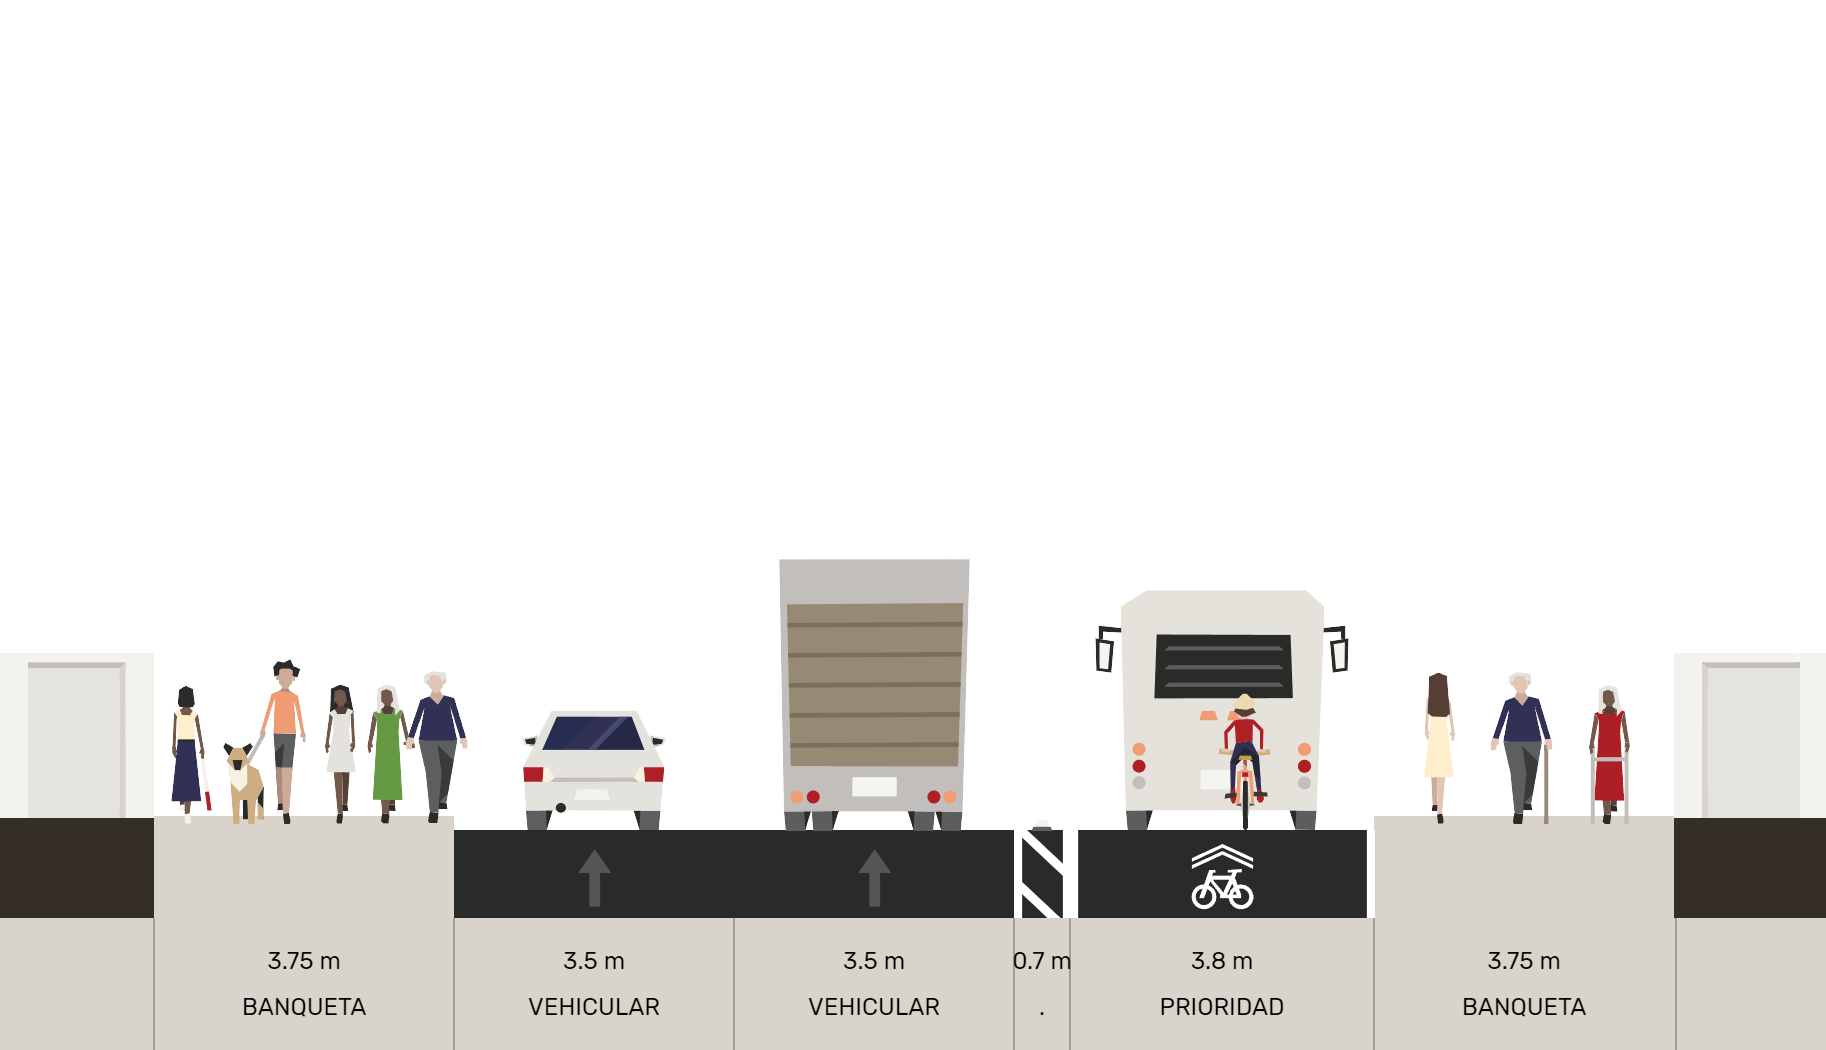 3.75 m
BANQUETA
3.5 m
VEHICULAR
3.5 m
VEHICULAR
0.7 m
.
3.8 m
PRIORIDAD
3.75 m
BANQUETA